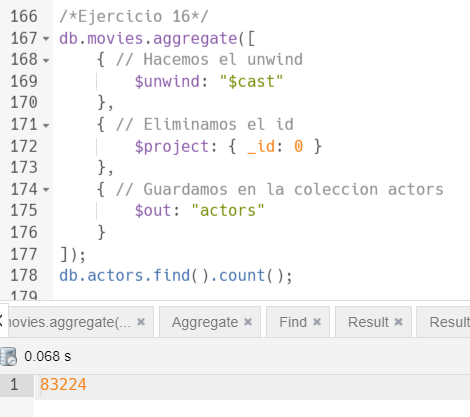 166 /*Ejercicio 16*/
167 db.movies.aggregate([
168 { // Hacemos el unwind
169 $unwind: "$cast"
170 },
171 { // Eliminamos el id
172 $project: { _id: 0 }
173 },
174 { // Guardamos en la coleccion actors
175 $out: "actors"
176 }
177 ]);
178 db.actors.find().count();
179
movies.aggregate(... × Aggregate × Find × Result × Result
0.068 s
1 83224